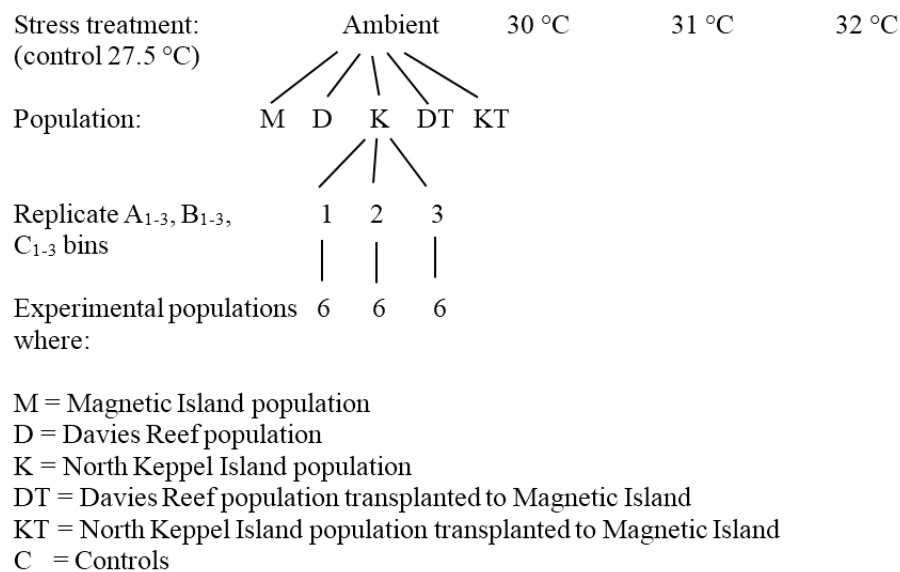 Stress treatment: Ambient 30 °C 31 °C 32 °C
(control 27.5 °C)
Population: M D K DT KT
Replicate A1-3, B1-3, 1 2 3
C1-3 bins
Experimental populations 6 6 6
where:
M = Magnetic Island population
D = Davies Reef population
K = North Keppel Island population
DT = Davies Reef population transplanted to Magnetic Island
KT = North Keppel Island population transplanted to Magnetic Island
C = Controls